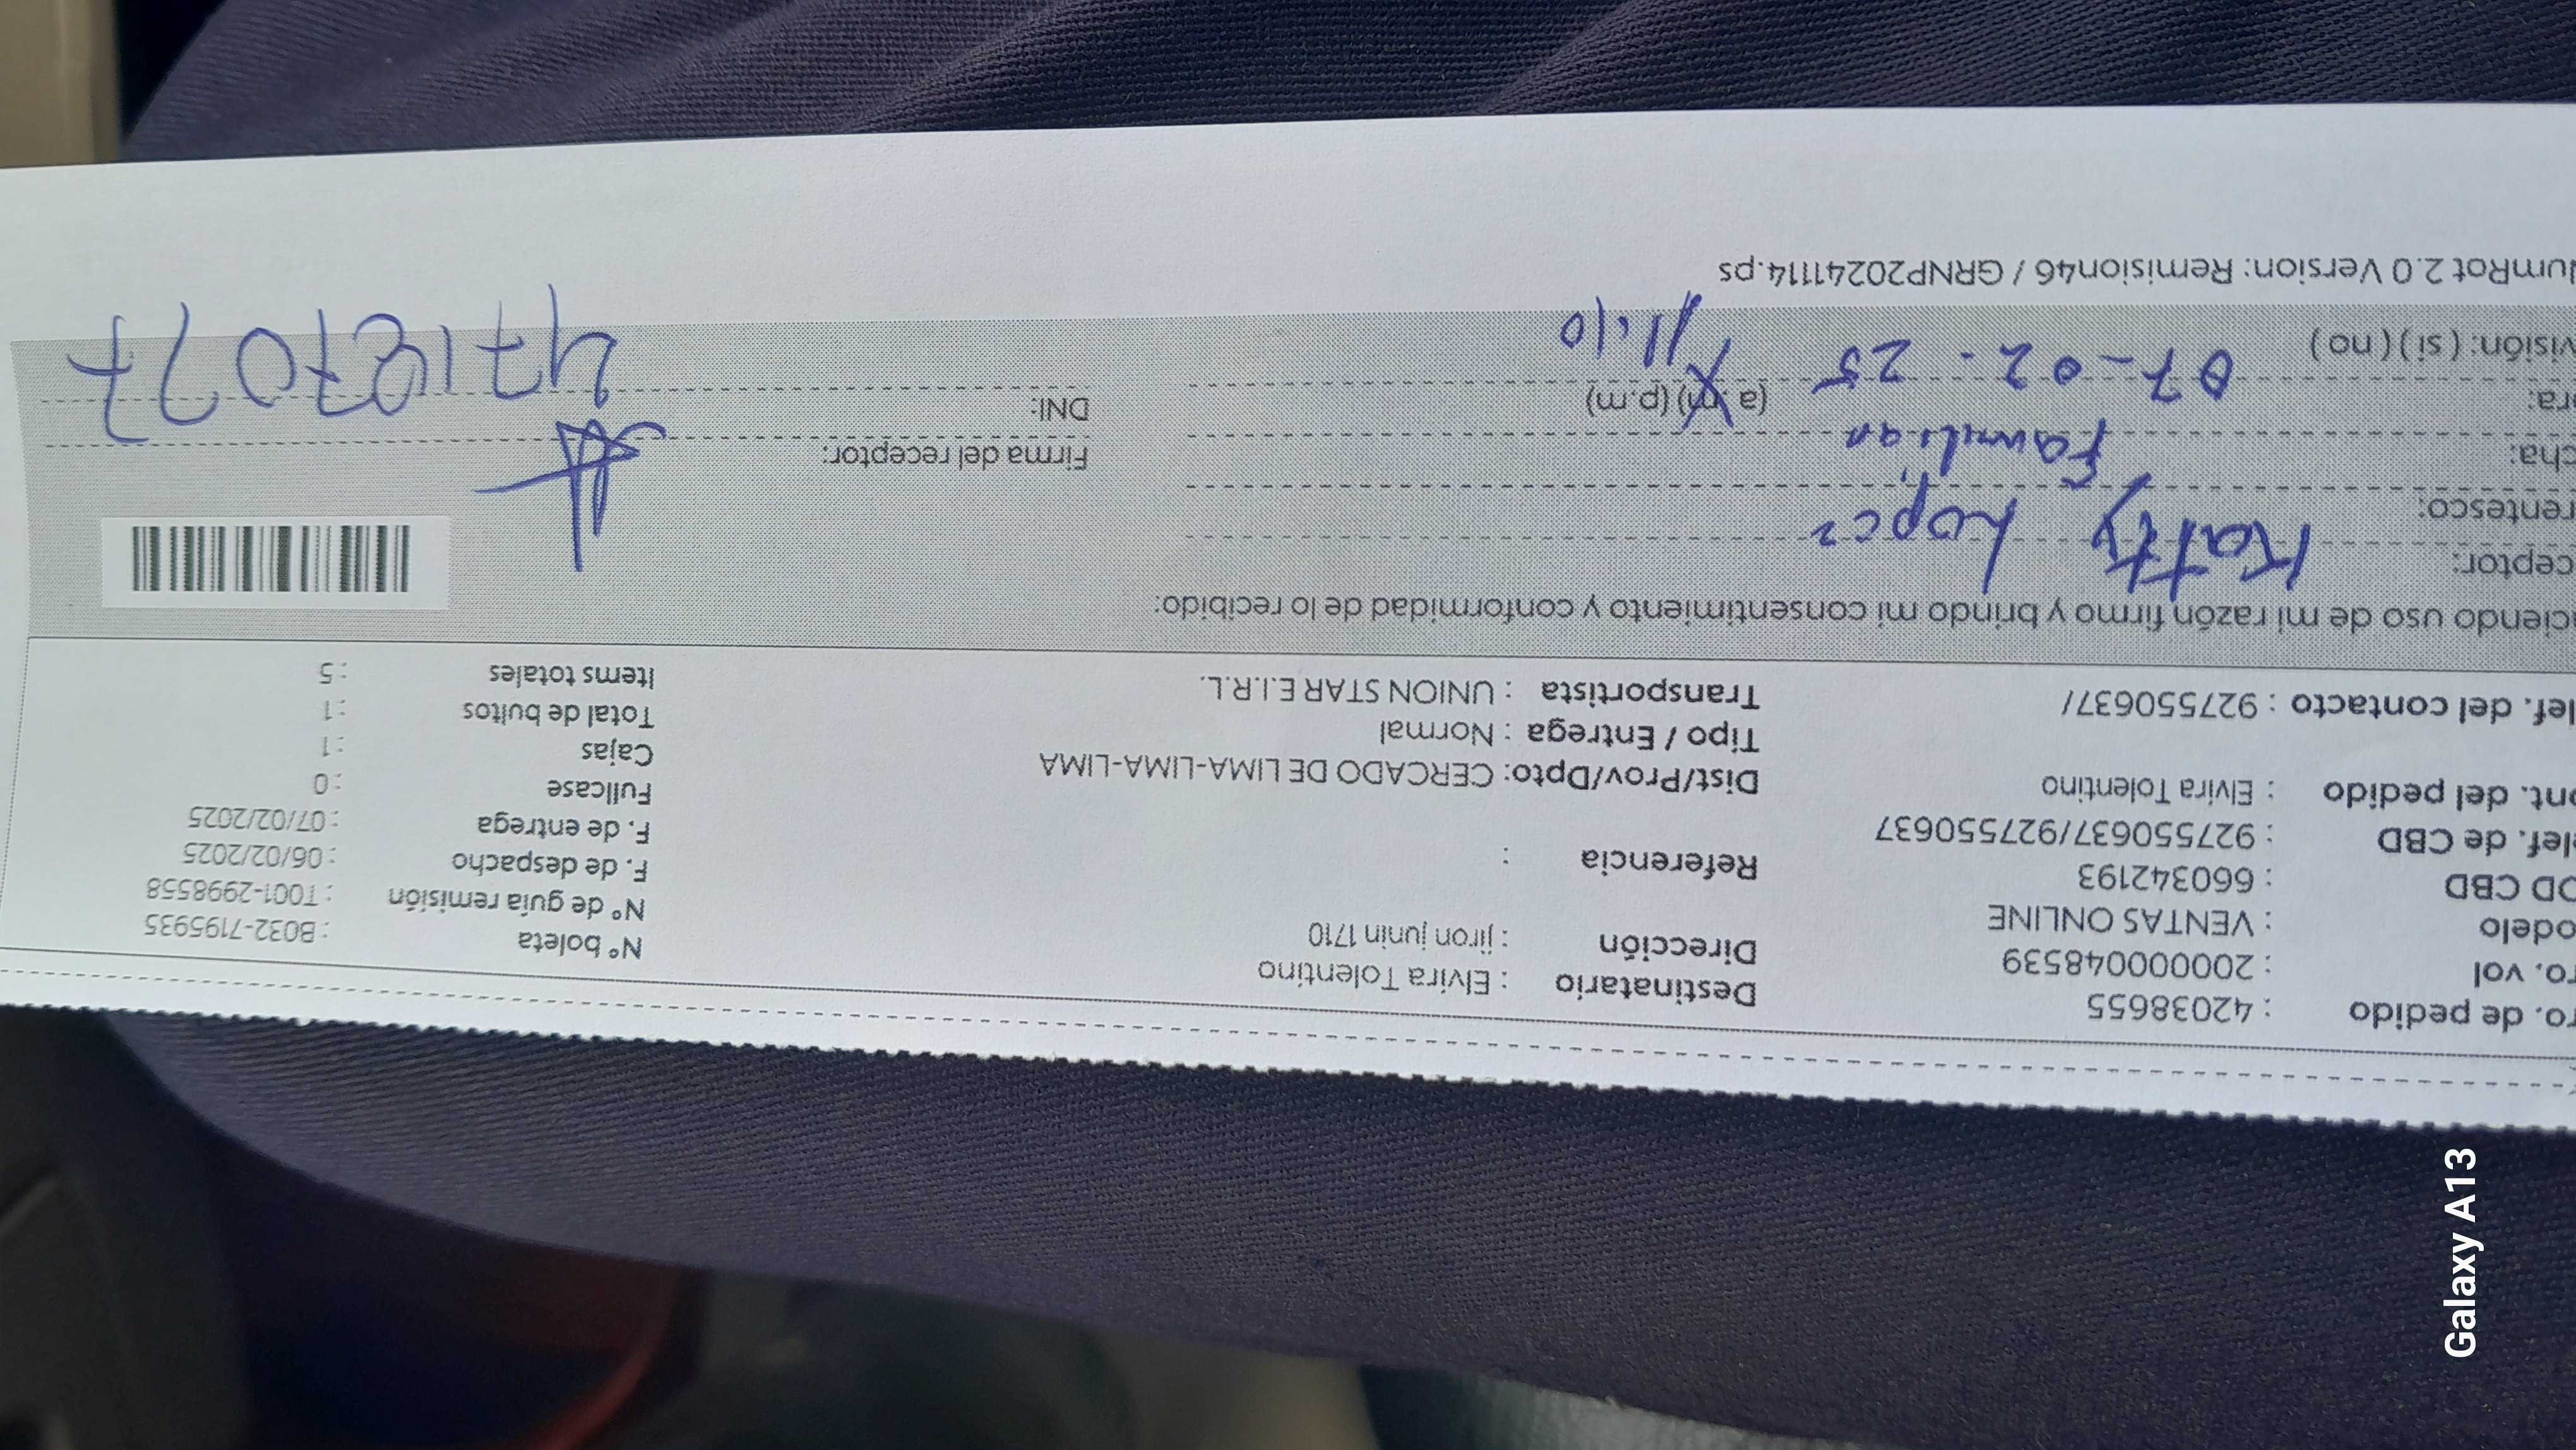 ro. de pedido : 42038655
ro. vol : 20000048539
odelo : VENTAS ONLINE
OD CBD : 660342193
lef. de CBD : 927550637/927550637
ont. del pedido : Elvira Tolentino
lef. del contacto : 927550637/
Destinatario : Elvira Tolentino
Dirección : jiron junin 1710
Referencia :
Dist/Prov/Dpto: CERCADO DE LIMA-LIMA-LIMA
Tipo / Entrega : Normal
Transportista : UNION STAR E.I.R.L.
N° boleta : B032-7195935
N° de guía remisión : T001-2998558
F. de despacho : 06/02/2025
F. de entrega : 07/02/2025
Fullcase : 0
Cajas : 1
Total de bultos : 1
Items totales : 5
ciendo uso de mi razón firmo y brindo mi consentimiento y conformidad de lo recibido:
ceptor: Katty Lopez
rentesco: Familiar
cha: 07-02-25
ora: (a.m) (p.m) 11:10
visión: ( si ) ( no )
Firma del receptor:
DNI:
NumRot 2.0 Version: Remision46 / GRNP20241114.ps
Galaxy A13